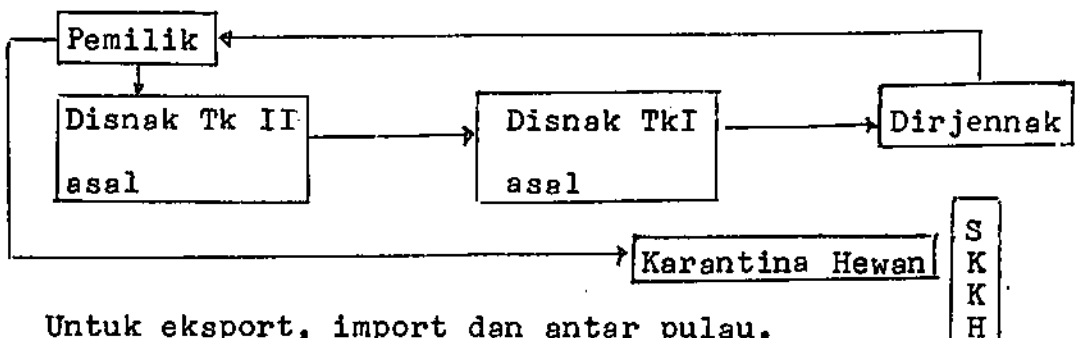 Pemilik
Disnak Tk II
asal
Disnak TkI
asal
Dirjennak
Karantina Hewan
S
K
K
H
Untuk eksport, import dan antar pulau.